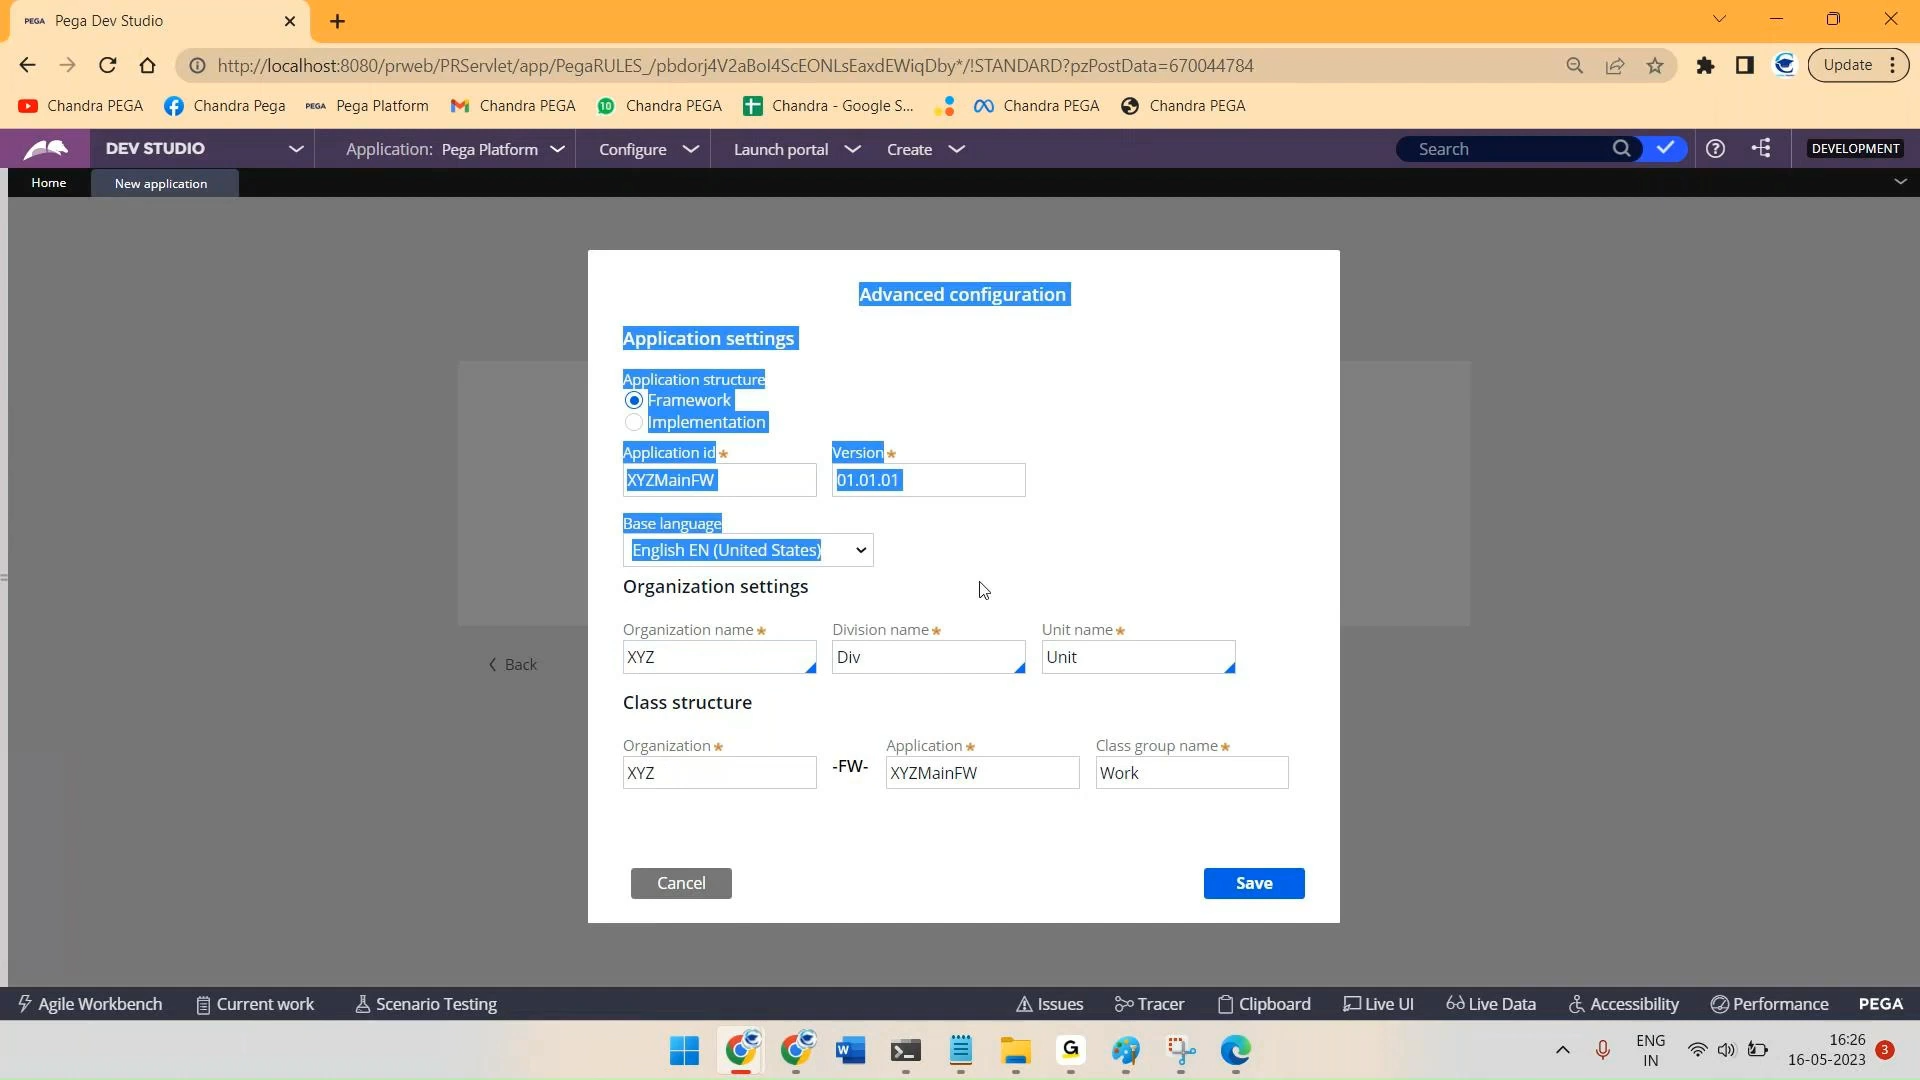 PEGA Pega Dev Studio
http://localhost:8080/prweb/PRServlet/app/PegaRULES_/pbdorj4V2aBoI4ScEONLsEaxdEWiqDby*/!STANDARD?pzPostData=670044784
Update
Chandra PEGA Chandra Pega PEGA Pega Platform Chandra PEGA 10 Chandra PEGA Chandra - Google S... Chandra PEGA Chandra PEGA
DEV STUDIO Application: Pega Platform Configure Launch portal Create Search DEVELOPMENT
Home New application
Advanced configuration
Application settings
Application structure
Framework
Implementation
Application id* Version*
XYZMainFW 01.01.01
Base language
English EN (United States)
Organization settings
Organization name* Division name* Unit name*
XYZ Div Unit
< Back
Class structure
Organization* Application* Class group name*
XYZ -FW- XYZMainFW Work
Cancel Save
Agile Workbench Current work Scenario Testing Issues Tracer Clipboard Live UI Live Data Accessibility Performance PEGA
ENG 16:26
IN 16-05-2023 3